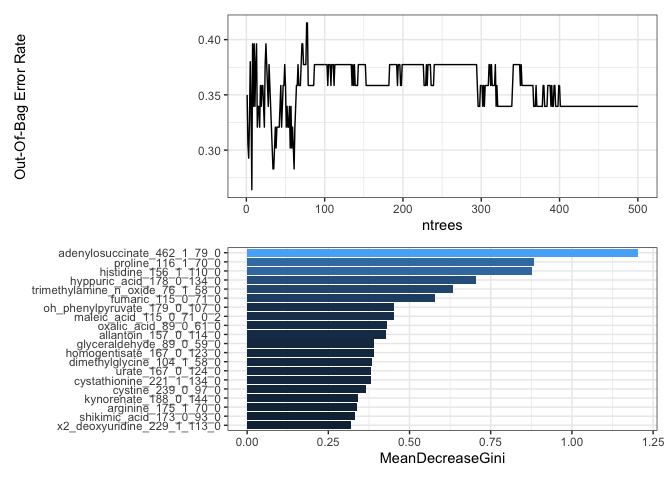 Out-Of-Bag Error Rate
0.40
0.35
0.30
0 100 200 300 400 500
ntrees
adenylosuccinate_462_1_79_0
proline_116_1_70_0
histidine_156_1_110_0
hyppuric_acid_178_0_134_0
trimethylamine_n_oxide_76_1_58_0
fumaric_115_0_71_0
oh_phenylpyruvate_179_0_107_0
maleic_acid_115_0_71_0_2
oxalic_acid_89_0_61_0
allantoin_157_0_114_0
glyceraldehyde_89_0_59_0
homogentisate_167_0_123_0
dimethylglycine_104_1_58_0
urate_167_0_124_0
cystathionine_221_1_134_0
cystine_239_0_97_0
kynorenate_188_0_144_0
arginine_175_1_70_0
shikimic_acid_173_0_93_0
x2_deoxyuridine_229_1_113_0
0.00 0.25 0.50 0.75 1.00 1.25
MeanDecreaseGini